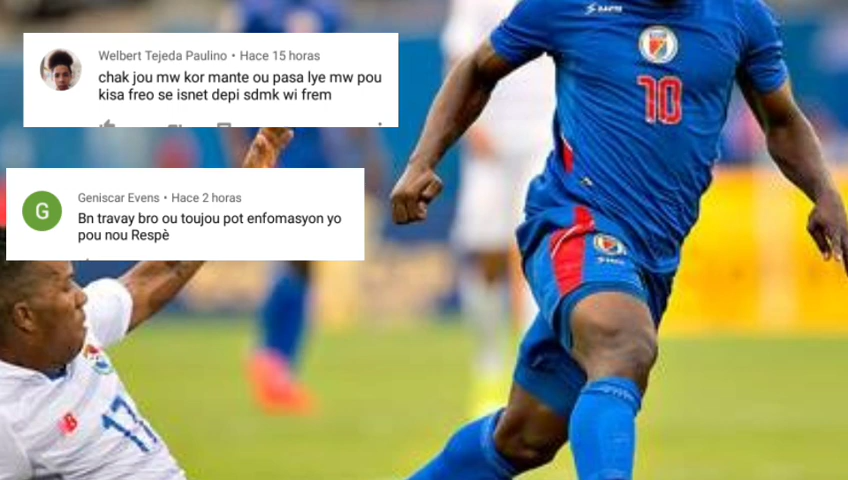 SAETA
10
Welbert Tejeda Paulino • Hace 15 horas
chak jou mw kor mante ou pasa lye mw pou
kisa freo se isnet depi sdmk wi frem
G
Geniscar Evens • Hace 2 horas
Bn travay bro ou toujou pot enfomasyon yo
pou nou Respè
17